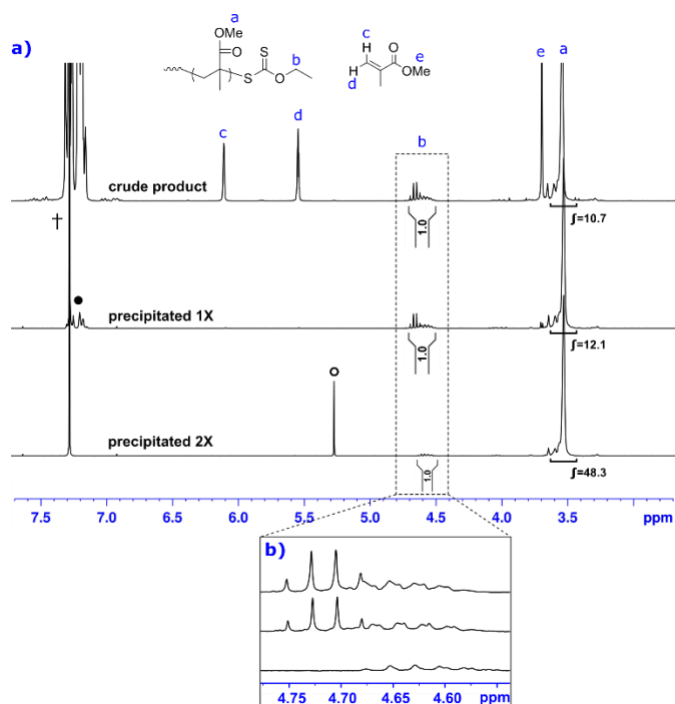 a)
a
OMe
O
S
b
S
O
c
H
H
d
O
OMe
e
e
a
c
d
b
crude product
1.0
∫=10.7
†
●
precipitated 1X
1.0
∫=12.1
o
precipitated 2X
1.0
∫=48.3
7.5 7.0 6.5 6.0 5.5 5.0 4.5 4.0 3.5 ppm
b)
4.75 4.70 4.65 4.60 ppm